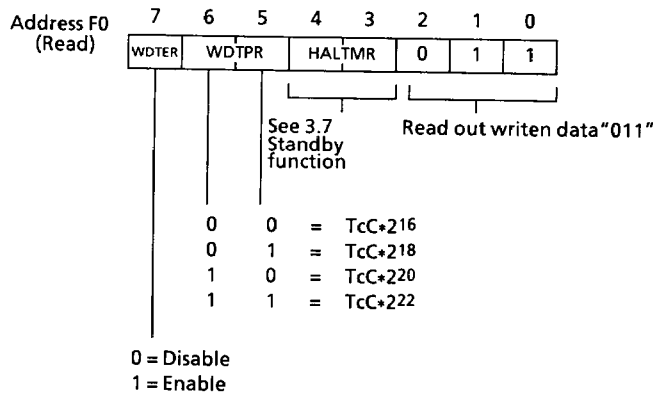 Address F0 7 6 5 4 3 2 1 0
(Read) WDTER WDTPR HALTMR 0 1 1
See 3.7 Read out writen data "011"
Standby
function
0 0 = TcC*2¹⁶
0 1 = TcC*2¹⁸
1 0 = TcC*2²⁰
1 1 = TcC*2²²
0 = Disable
1 = Enable